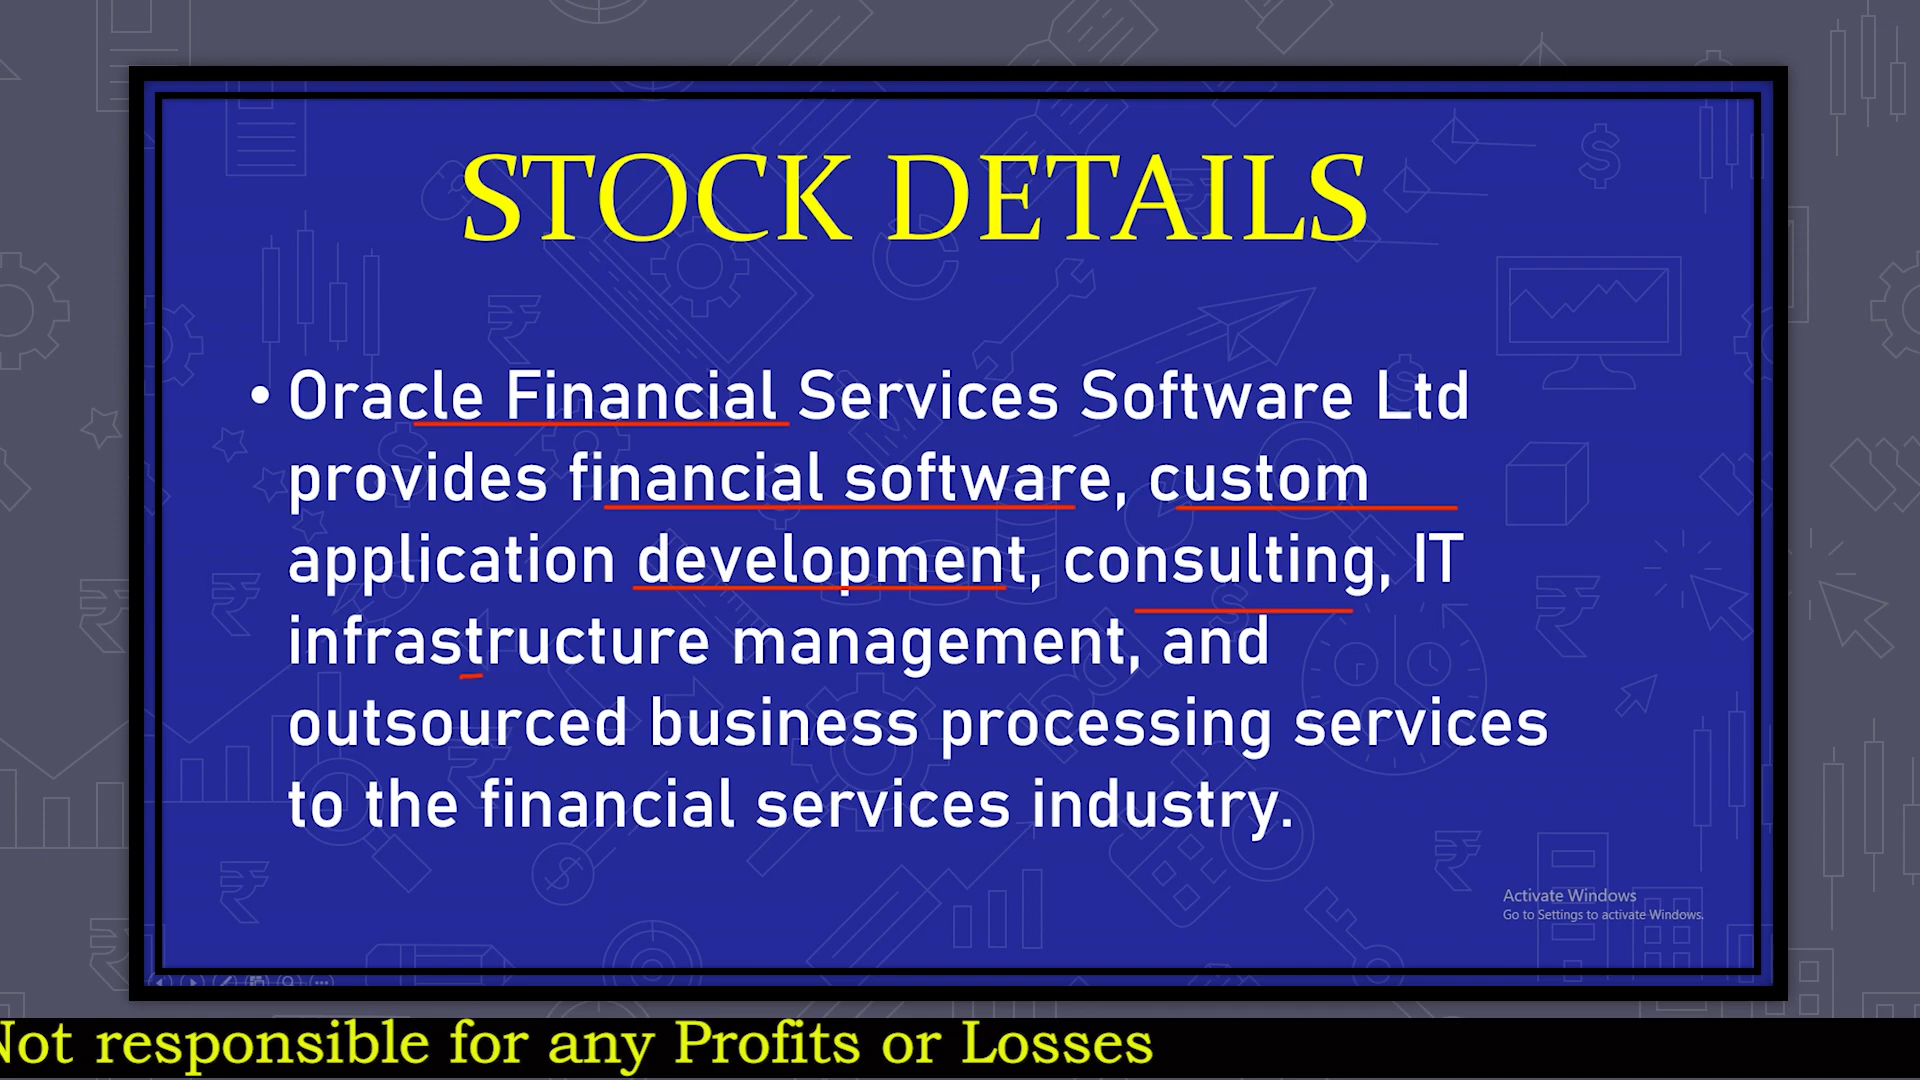 STOCK DETAILS
• Oracle Financial Services Software Ltd
provides financial software, custom
application development, consulting, IT
infrastructure management, and
outsourced business processing services
to the financial services industry.
Activate Windows
Go to Settings to activate Windows.
Not responsible for any Profits or Losses